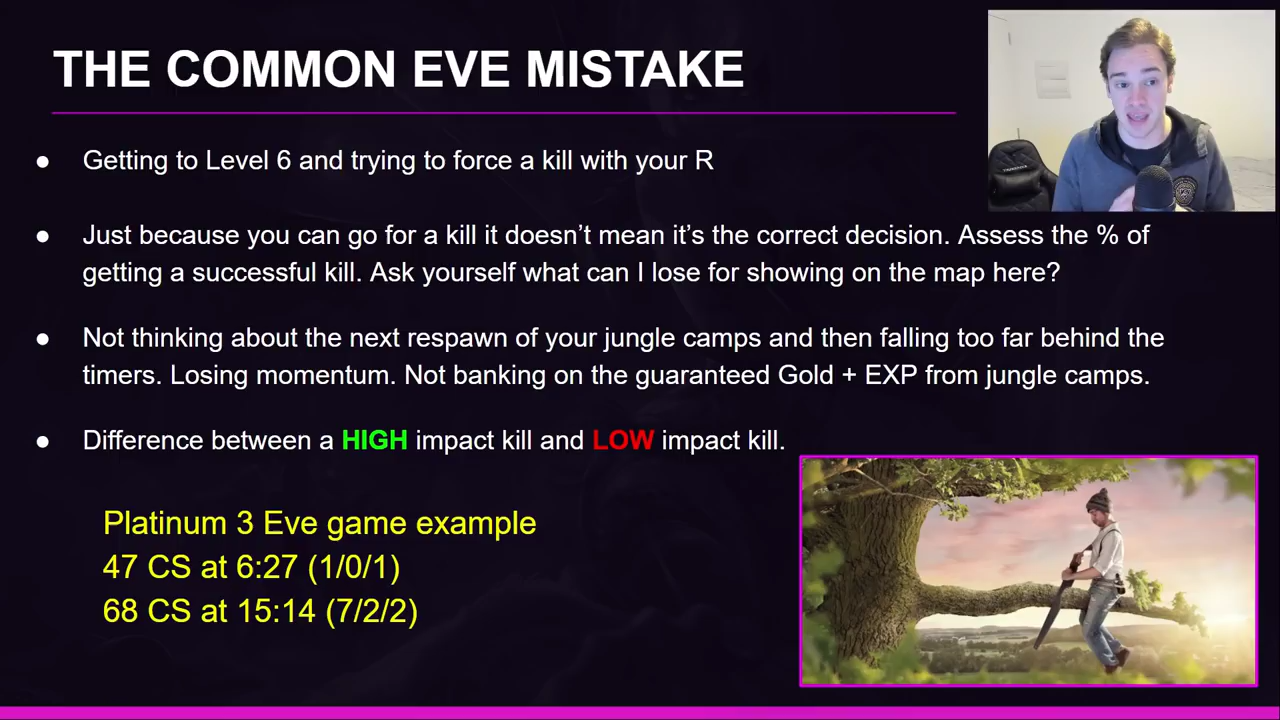 THE COMMON EVE MISTAKE
● Getting to Level 6 and trying to force a kill with your R
● Just because you can go for a kill it doesn’t mean it’s the correct decision. Assess the % of
getting a successful kill. Ask yourself what can I lose for showing on the map here?
● Not thinking about the next respawn of your jungle camps and then falling too far behind the
timers. Losing momentum. Not banking on the guaranteed Gold + EXP from jungle camps.
● Difference between a HIGH impact kill and LOW impact kill.
Platinum 3 Eve game example
47 CS at 6:27 (1/0/1)
68 CS at 15:14 (7/2/2)